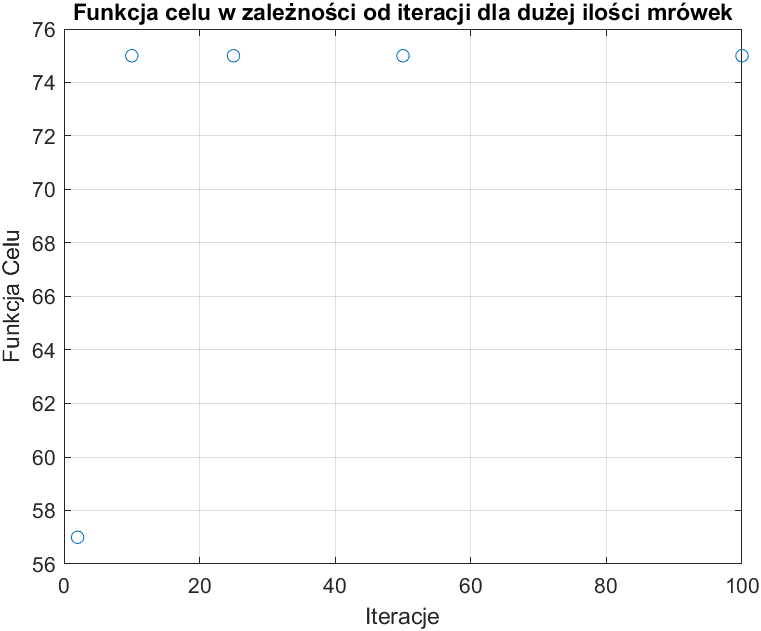 Funkcja celu w zależności od iteracji dla dużej ilości mrówek
76
74
72
70
68
66
64
62
60
58
56
Funkcja Celu
0 20 40 60 80 100
Iteracje